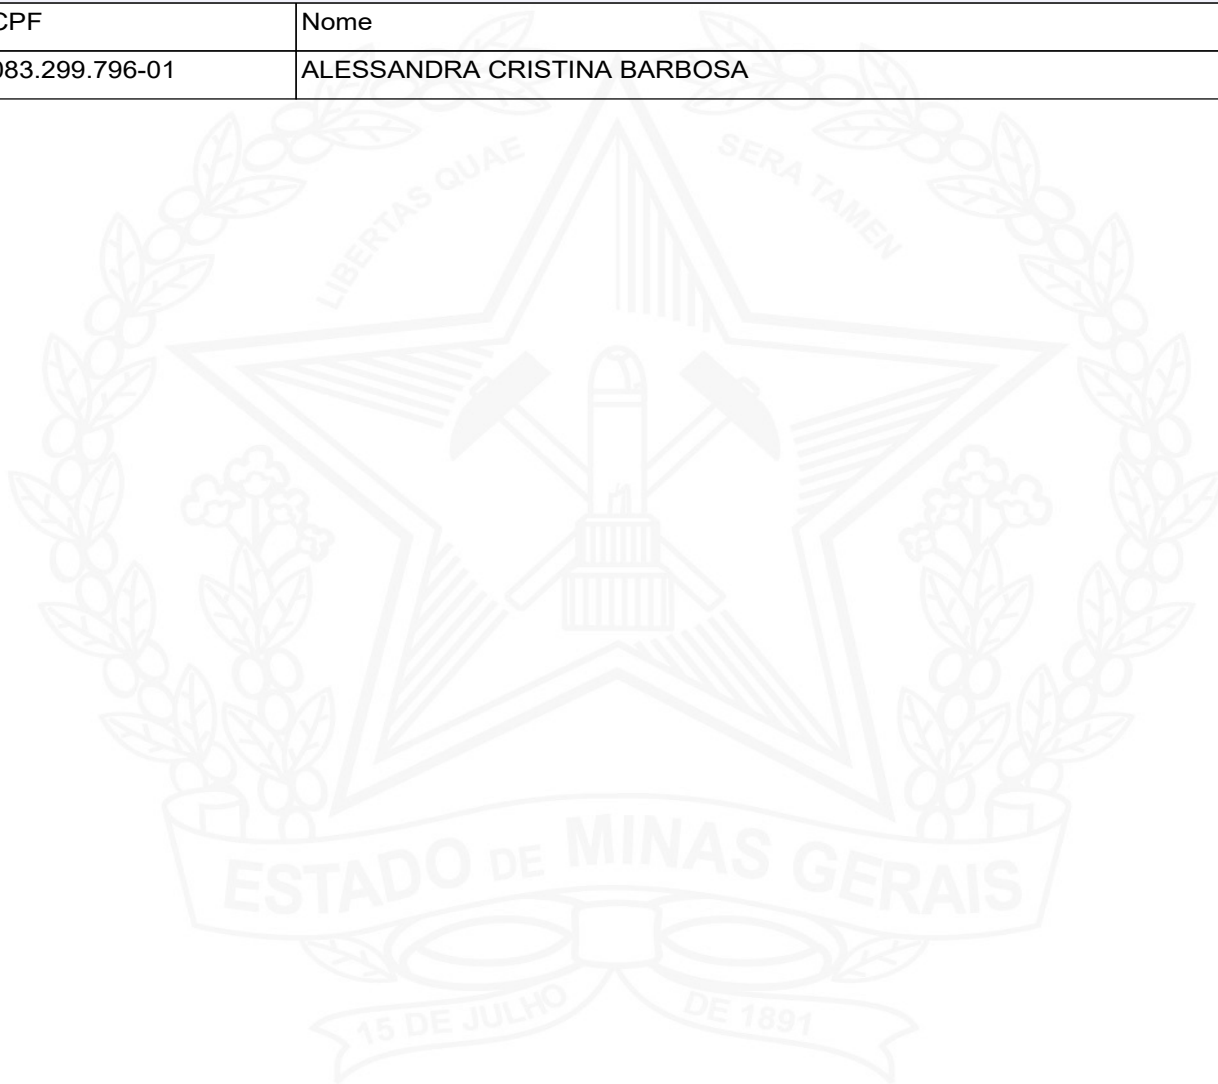 CPF Nome
083.299.796-01 ALESSANDRA CRISTINA BARBOSA
LIBERTAS QUAE SERA TAMEN
ESTADO DE MINAS GERAIS
15 DE JULHO DE 1891